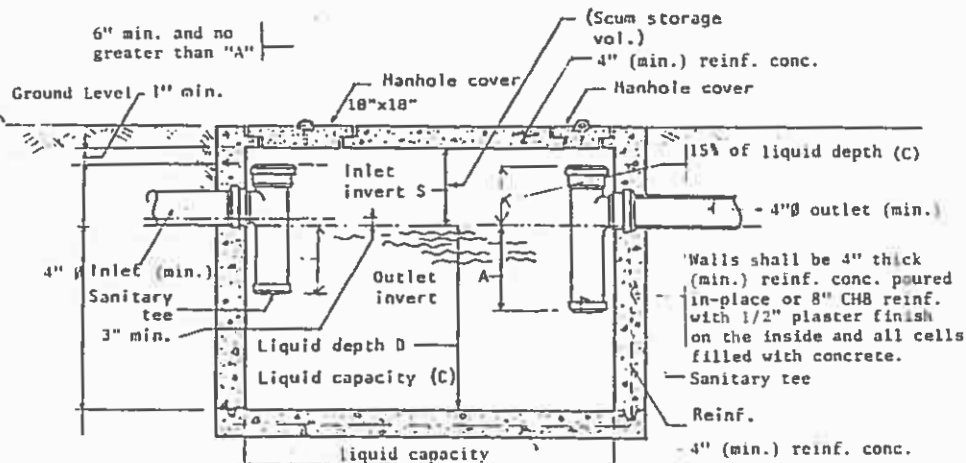 (Scum storage
vol.)
6" min. and no
greater than "A"
4" (min.) reinf. conc.
Manhole cover
18"x18"
Manhole cover
Ground Level
1" min.
15% of liquid depth (C)
Inlet
invert S
4"Ø outlet (min.)
4" Ø Inlet (min.)
Sanitary
tee
3" min.
Outlet
invert
A
Walls shall be 4" thick
(min.) reinf. conc. poured
in-place or 8" CHB reinf.
with 1/2" plaster finish
on the inside and all cells
filled with concrete.
Liquid depth D
Liquid capacity (C)
Sanitary tee
Reinf.
4" (min.) reinf. conc.
liquid capacity